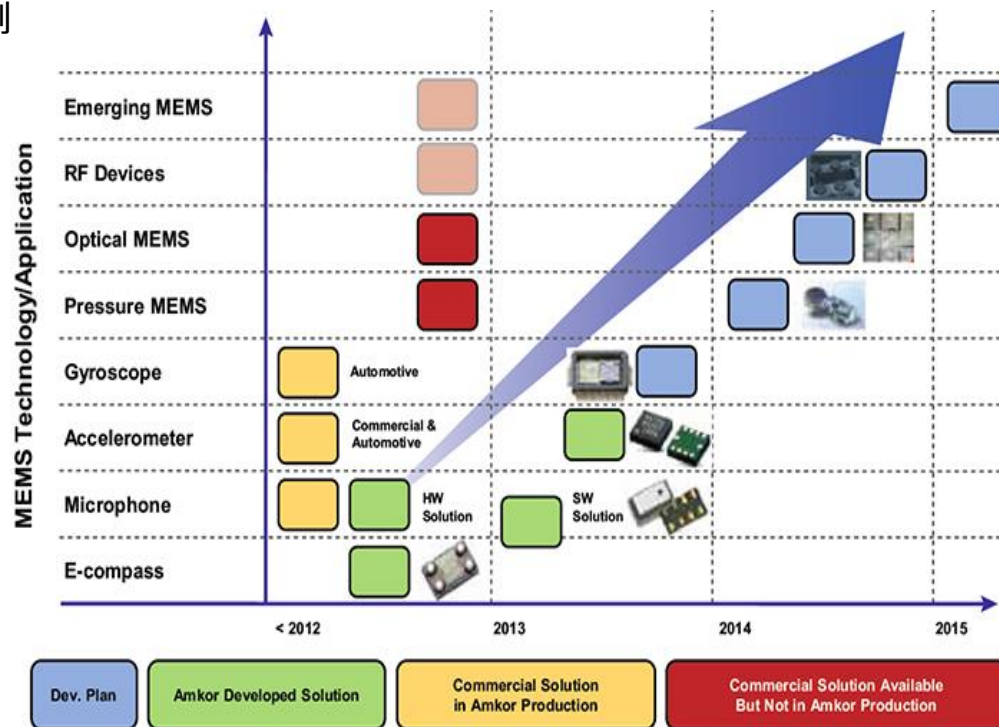 MEMS Technology/Application
Emerging MEMS
RF Devices
Optical MEMS
Pressure MEMS
Gyroscope
Automotive
Accelerometer
Commercial &
Automotive
Microphone
HW
Solution
SW
Solution
E-compass
< 2012
2013
2014
2015
Dev. Plan
Amkor Developed Solution
Commercial Solution
in Amkor Production
Commercial Solution Available
But Not in Amkor Production